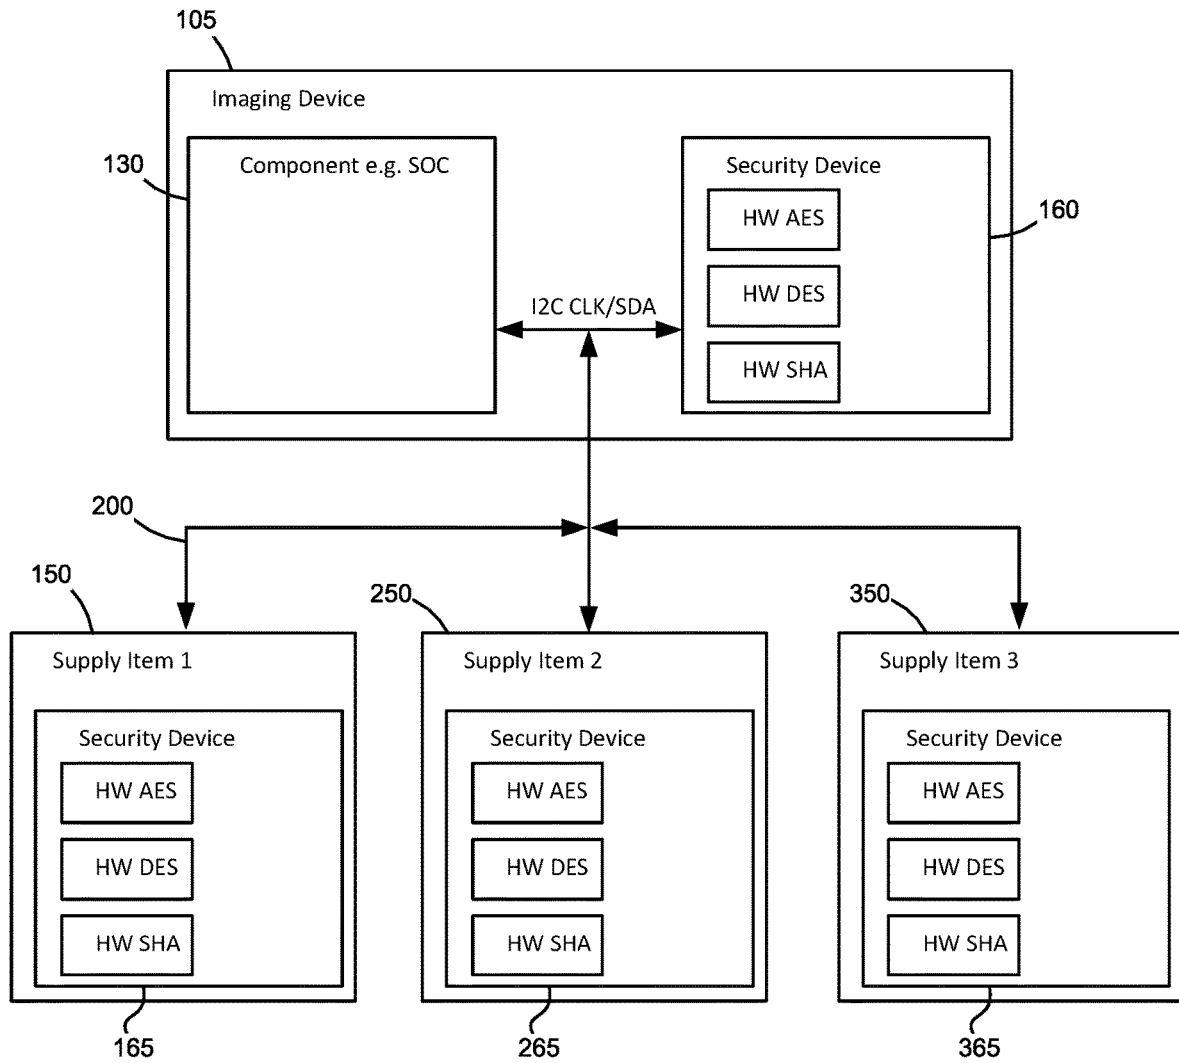 105
Imaging Device
130
Component e.g. SOC
Security Device
HW AES
160
HW DES
I2C CLK/SDA
HW SHA
200
150
250
350
Supply Item 1
Supply Item 2
Supply Item 3
Security Device
Security Device
Security Device
HW AES
HW AES
HW AES
HW DES
HW DES
HW DES
HW SHA
HW SHA
HW SHA
165
265
365